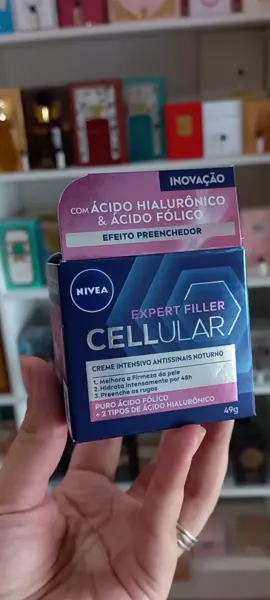 INOVAÇÃO
COM ÁCIDO HIALURÔNICO
& ÁCIDO FÓLICO
EFEITO PREENCHEDOR
NIVEA
EXPERT FILLER
CELLULAR
CREME INTENSIVO ANTISSINAIS NOTURNO
1. Melhora a Firmeza da pele
2. Hidrata intensamente por 48h
3. Preenche as rugas
PURO ÁCIDO FÓLICO
+ 2 TIPOS DE ÁCIDO HIALURÔNICO
49g